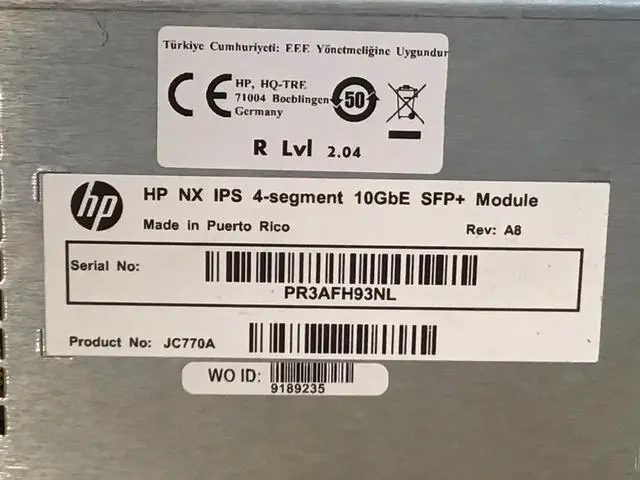 Türkiye Cumhuriyeti: EEE Yönetmeliğine Uygundur
CE
HP, HQ-TRE
71004 Boeblingen
Germany
50
R Lvl 2.04
hp
HP NX IPS 4-segment 10GbE SFP+ Module
Made in Puerto Rico
Rev: A8
Serial No:
PR3AFH93NL
Product No: JC770A
WO ID:
9189235